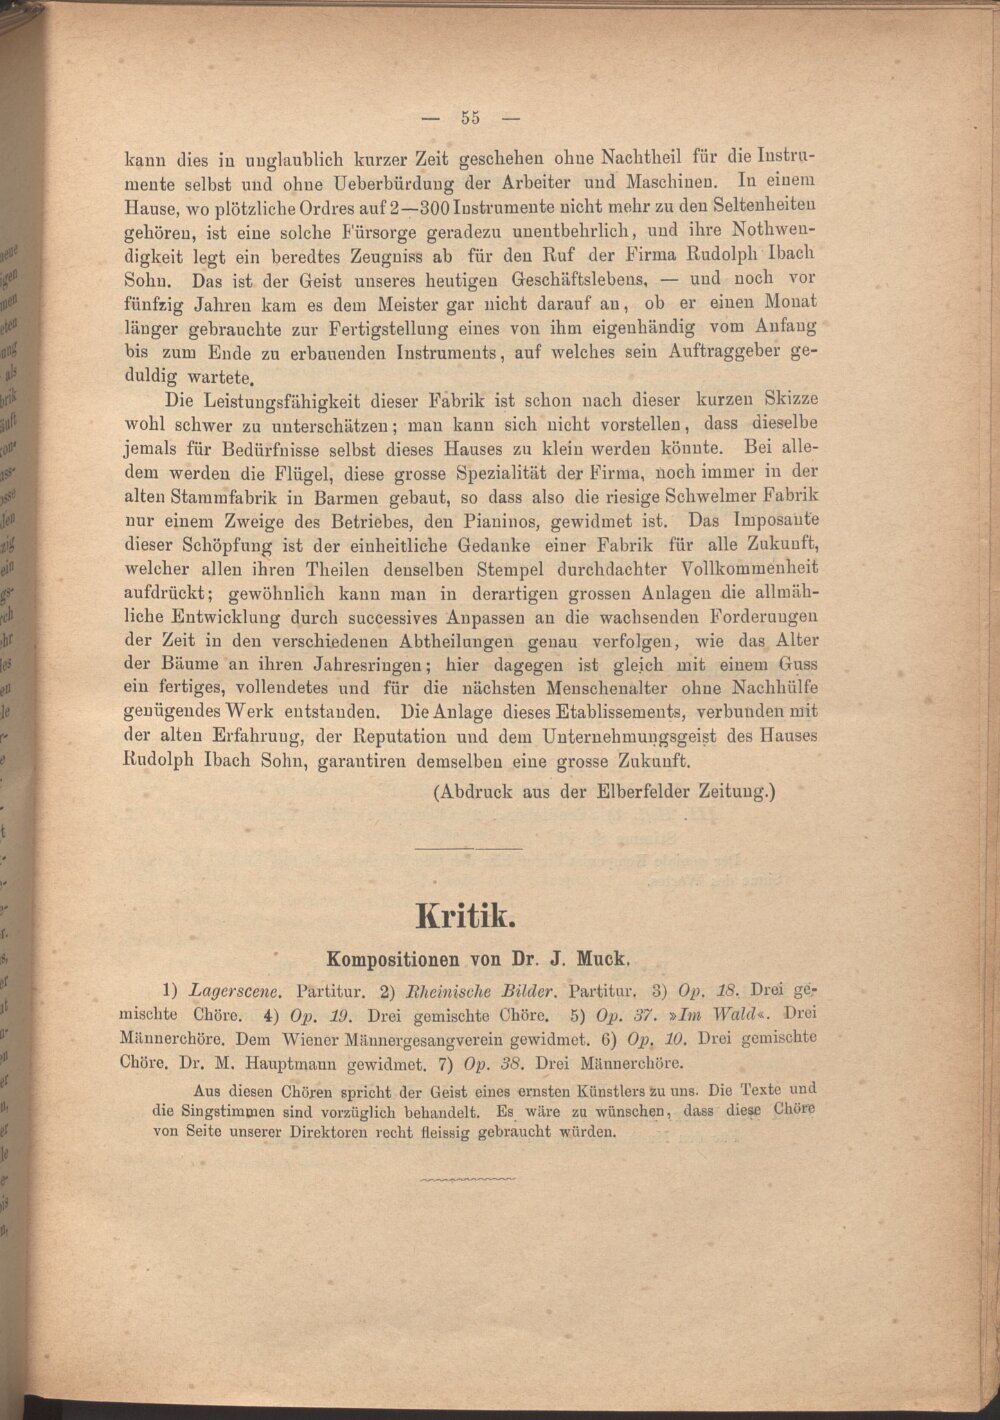 — 55 —
kann dies in unglaublich kurzer Zeit geschehen ohne Nachtheil für die Instru-
mente selbst und ohne Ueberbürdung der Arbeiter und Maschinen. In einem
Hause, wo plötzliche Ordres auf 2—300 Instrumente nicht mehr zu den Seltenheiten
gehören, ist eine solche Fürsorge geradezu unentbehrlich, und ihre Nothwen-
digkeit legt ein beredtes Zeugniss ab für den Ruf der Firma Rudolph Ibach
Sohn. Das ist der Geist unseres heutigen Geschäftslebens, — und noch vor
fünfzig Jahren kam es dem Meister gar nicht darauf an, ob er einen Monat
länger gebrauchte zur Fertigstellung eines von ihm eigenhändig vom Anfang
bis zum Ende zu erbauenden Instruments, auf welches sein Auftraggeber ge-
duldig wartete.
Die Leistungsfähigkeit dieser Fabrik ist schon nach dieser kurzen Skizze
wohl schwer zu unterschätzen; man kann sich nicht vorstellen, dass dieselbe
jemals für Bedürfnisse selbst dieses Hauses zu klein werden könnte. Bei alle-
dem werden die Flügel, diese grosse Spezialität der Firma, noch immer in der
alten Stammfabrik in Barmen gebaut, so dass also die riesige Schwelmer Fabrik
nur einem Zweige des Betriebes, den Pianinos, gewidmet ist. Das Imposante
dieser Schöpfung ist der einheitliche Gedanke einer Fabrik für alle Zukunft,
welcher allen ihren Theilen denselben Stempel durchdachter Vollkommenheit
aufdrückt; gewöhnlich kann man in derartigen grossen Anlagen die allmäh-
liche Entwicklung durch successives Anpassen an die wachsenden Forderungen
der Zeit in den verschiedenen Abtheilungen genau verfolgen, wie das Alter
der Bäume an ihren Jahresringen; hier dagegen ist gleich mit einem Guss
ein fertiges, vollendetes und für die nächsten Menschenalter ohne Nachhülfe
genügendes Werk entstanden. Die Anlage dieses Etablissements, verbunden mit
der alten Erfahrung, der Reputation und dem Unternehmungsgeist des Hauses
Rudolph Ibach Sohn, garantiren demselben eine grosse Zukunft.
(Abdruck aus der Elberfelder Zeitung.)
Kritik.
Kompositionen von Dr. J. Muck.
1) Lagerscene. Partitur. 2) Rheinische Bilder. Partitur. 3) Op. 18. Drei ge-
mischte Chöre. 4) Op. 19. Drei gemischte Chöre. 5) Op. 37. »Im Wald«. Drei
Männerchöre. Dem Wiener Männergesangverein gewidmet. 6) Op. 10. Drei gemischte
Chöre. Dr. M. Hauptmann gewidmet. 7) Op. 38. Drei Männerchöre.
Aus diesen Chören spricht der Geist eines ernsten Künstlers zu uns. Die Texte und
die Singstimmen sind vorzüglich behandelt. Es wäre zu wünschen, dass diese Chöre
von Seite unserer Direktoren recht fleissig gebraucht würden.